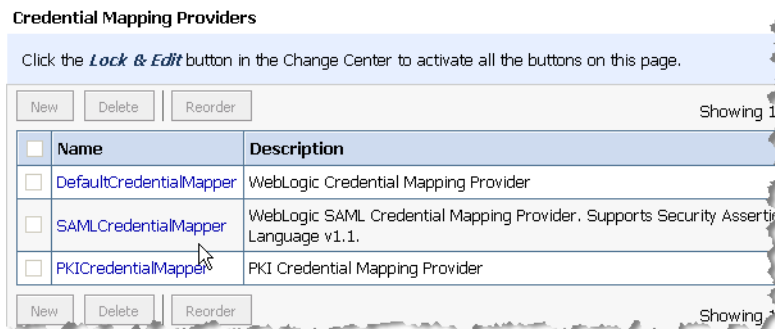 Credential Mapping Providers
Click the Lock & Edit button in the Change Center to activate all the buttons on this page.
New Delete Reorder Showing 1
Name Description
DefaultCredentialMapper WebLogic Credential Mapping Provider
SAMLCredentialMapper WebLogic SAML Credential Mapping Provider. Supports Security
Language v1.1.
PKICredentialMapper PKI Credential Mapping Provider
New Delete Reorder Showing